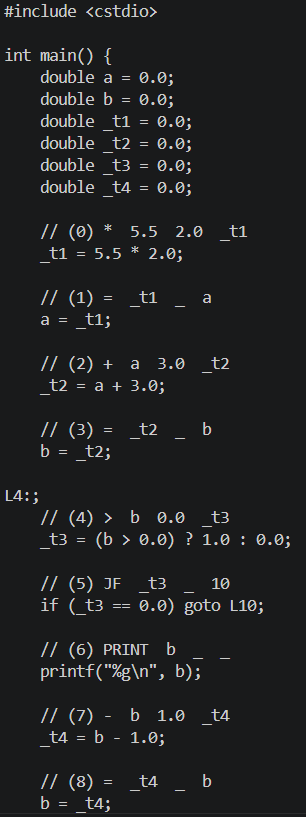 #include <cstdio>
int main() {
    double a = 0.0;
    double b = 0.0;
    double _t1 = 0.0;
    double _t2 = 0.0;
    double _t3 = 0.0;
    double _t4 = 0.0;
    // (0) *  5.5  2.0  _t1
    _t1 = 5.5 * 2.0;
    // (1) =  _t1  _  a
    a = _t1;
    // (2) +  a  3.0  _t2
    _t2 = a + 3.0;
    // (3) =  _t2  _  b
    b = _t2;
L4:;
    // (4) >  b  0.0  _t3
    _t3 = (b > 0.0) ? 1.0 : 0.0;
    // (5) JF  _t3  _  10
    if (_t3 == 0.0) goto L10;
    // (6) PRINT  b  _  _
    printf("%g\n", b);
    // (7) -  b  1.0  _t4
    _t4 = b - 1.0;
    // (8) =  _t4  _  b
    b = _t4;